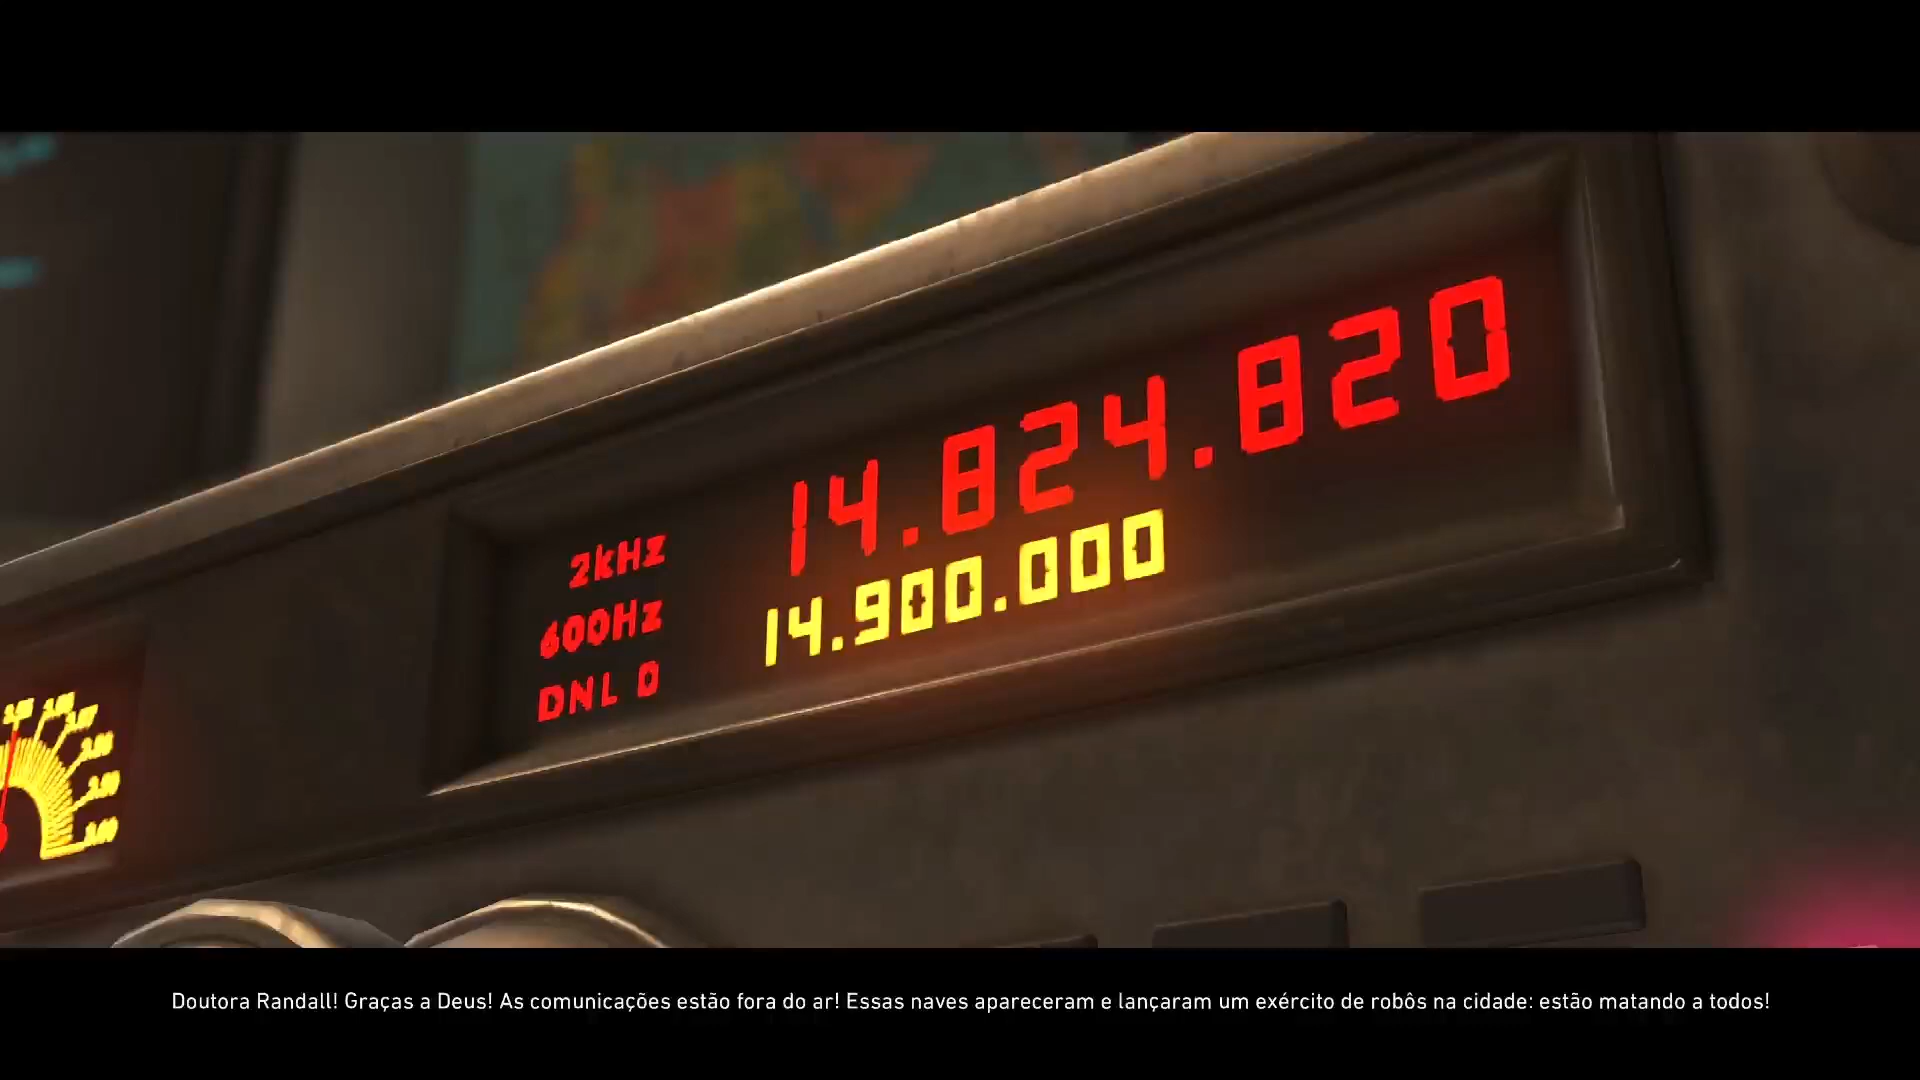 14.824.820
2kHz
14.900.000
600Hz
DNL 0
Doutora Randall! Graças a Deus! As comunicações estão fora do ar! Essas naves apareceram e lançaram um exército de robôs na cidade: estão matando a todos!